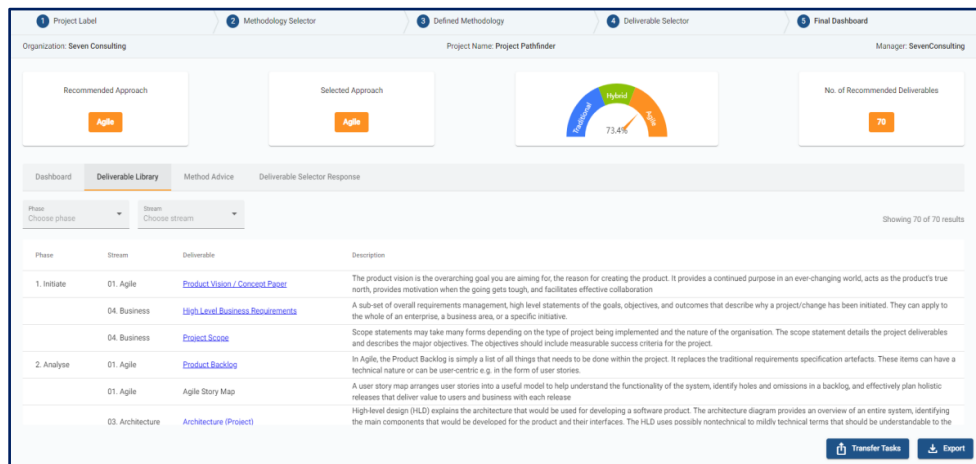 1 Project Label
2 Methodology Selector
3 Defined Methodology
4 Deliverable Selector
5 Final Dashboard
Organization: Seven Consulting
Project Name: Project Pathfinder
Manager: SevenConsulting
Recommended Approach
Agile
Selected Approach
Agile
Traditional
Hybrid
Agile
73.4%
No. of Recommended Deliverables
70
Dashboard
Deliverable Library
Method Advice
Deliverable Selector Response
Phase
Choose phase
Stream
Choose stream
Showing 70 of 70 results
Phase Stream Deliverable Description
1. Initiate 01. Agile Product Vision / Concept Paper
The product vision is the overarching goal you are aiming for, the reason for creating the product. It provides a continued purpose in an ever-changing world, acts as the product's true
north, provides motivation when the going gets tough, and facilitates effective collaboration
04. Business High Level Business Requirements
A sub-set of overall requirements management, high level statements of the goals, objectives, and outcomes that describe why a project/change has been initiated. They can apply to
the whole of an enterprise, a business area, or a specific initiative.
04. Business Project Scope
Scope statements may take many forms depending on the type of project being implemented and the nature of the organisation. The scope statement details the project deliverables
and describes the major objectives. The objectives should include measurable success criteria for the project.
2. Analyse 01. Agile Product Backlog
In Agile, the Product Backlog is simply a list of all things that needs to be done within the project. It replaces the traditional requirements specification artefacts. These items can have a
technical nature or can be user-centric e.g. in the form of user stories.
01. Agile Agile Story Map
A user story map arranges user stories into a useful model to help understand the functionality of the system, identify holes and omissions in a backlog, and effectively plan holistic
releases that deliver value to users and business with each release
03. Architecture Architecture (Project)
High-level design (HLD) explains the architecture that would be used for developing a software product. The architecture diagram provides an overview of an entire system, identifying
the main components that would be developed for the product and their interfaces. The HLD uses possibly nontechnical to mildly technical terms that should be understandable to the
Transfer Tasks
Export